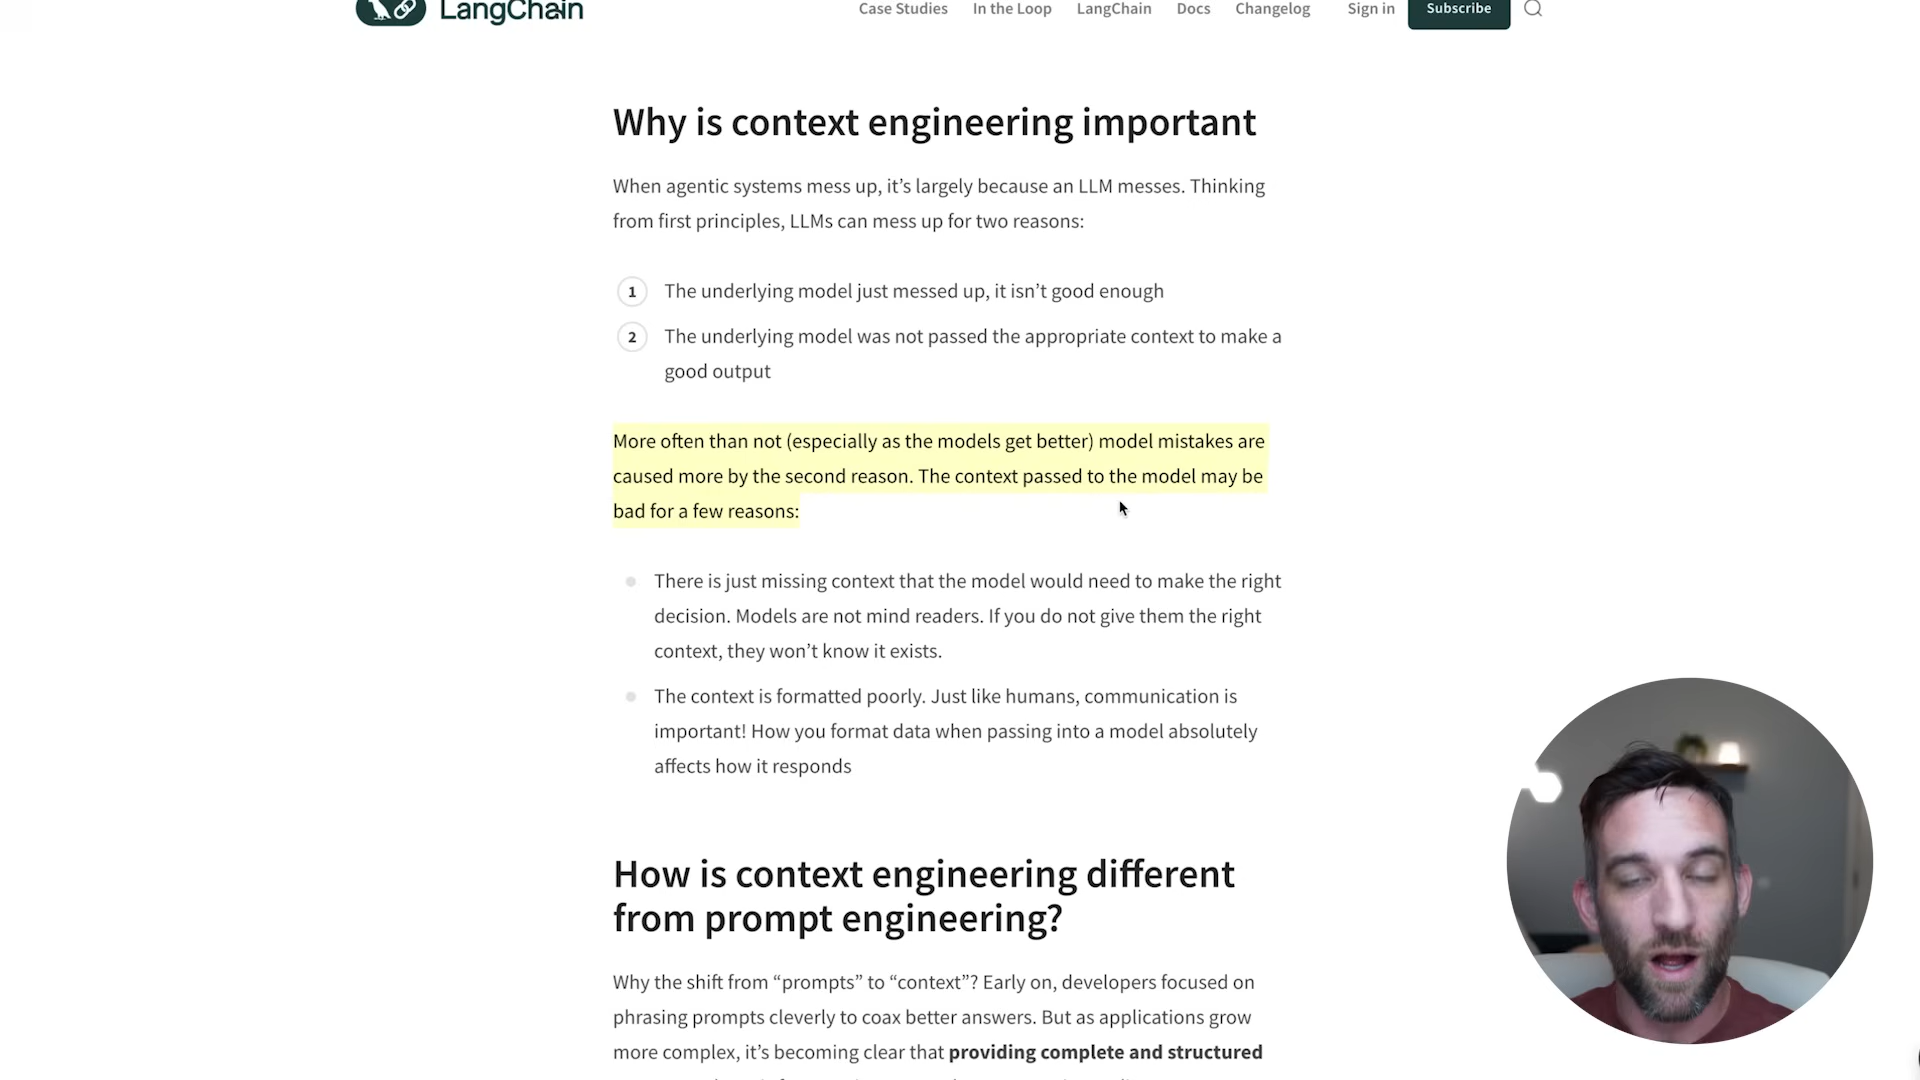 LangChain
Case Studies
In the Loop
LangChain
Docs
Changelog
Sign in
Subscribe
Why is context engineering important
When agentic systems mess up, it’s largely because an LLM messes. Thinking
from first principles, LLMs can mess up for two reasons:
1 The underlying model just messed up, it isn’t good enough
2 The underlying model was not passed the appropriate context to make a
good output
More often than not (especially as the models get better) model mistakes are
caused more by the second reason. The context passed to the model may be
bad for a few reasons:
There is just missing context that the model would need to make the right
decision. Models are not mind readers. If you do not give them the right
context, they won’t know it exists.
The context is formatted poorly. Just like humans, communication is
important! How you format data when passing into a model absolutely
affects how it responds
How is context engineering different
from prompt engineering?
Why the shift from “prompts” to “context”? Early on, developers focused on
phrasing prompts cleverly to coax better answers. But as applications grow
more complex, it’s becoming clear that providing complete and structured